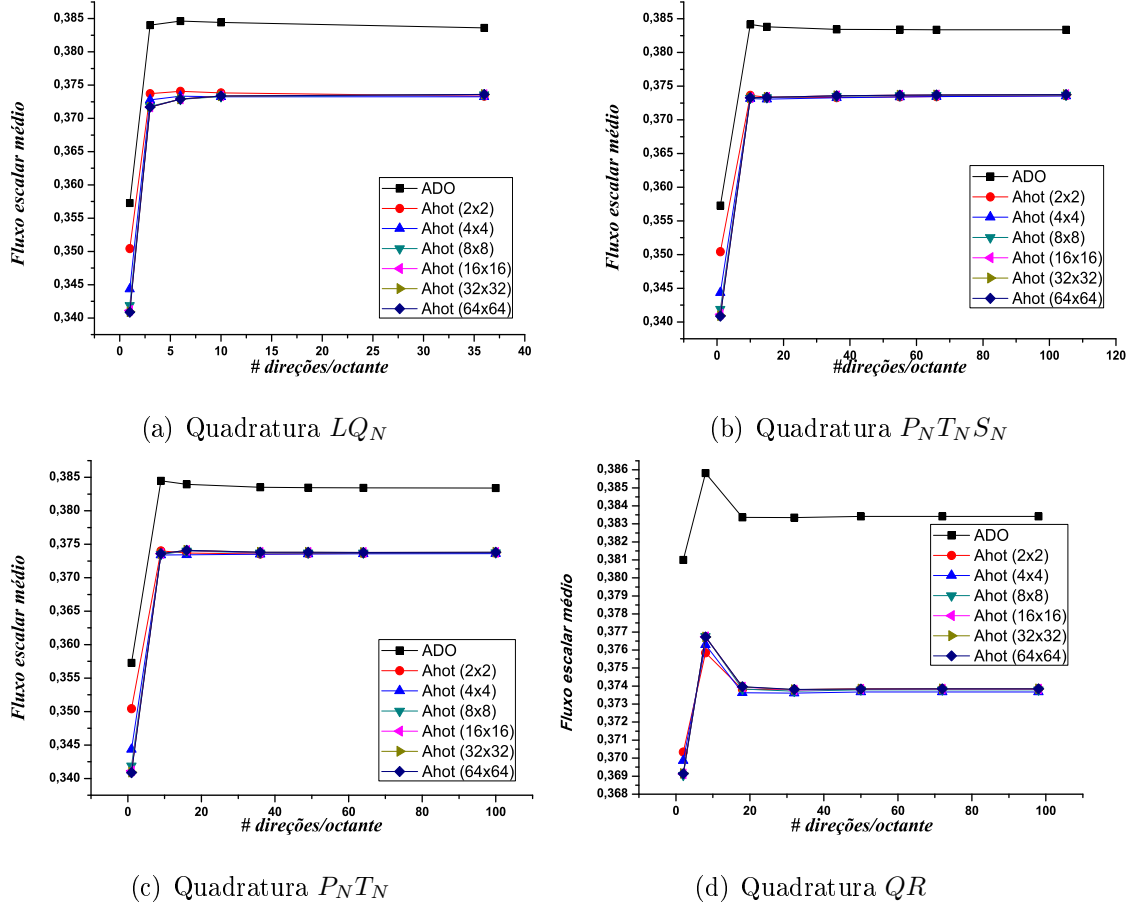 0,385
0,380
0,375
0,370
0,365
0,360
0,355
0,350
0,345
0,340
Fluxo escalar médio
ADO
Ahot (2x2)
Ahot (4x4)
Ahot (8x8)
Ahot (16x16)
Ahot (32x32)
Ahot (64x64)
0 5 10 15 20 25 30 35 40
# direções/octante
(a) Quadratura LQ_N
0,385
0,380
0,375
0,370
0,365
0,360
0,355
0,350
0,345
0,340
Fluxo escalar médio
ADO
Ahot (2x2)
Ahot (4x4)
Ahot (8x8)
Ahot (16x16)
Ahot (32x32)
Ahot (64x64)
0 20 40 60 80 100 120
#direções/octante
(b) Quadratura P_NT_NS_N
0,385
0,380
0,375
0,370
0,365
0,360
0,355
0,350
0,345
0,340
Fluxo escalar médio
ADO
Ahot (2x2)
Ahot (4x4)
Ahot (8x8)
Ahot (16x16)
Ahot (32x32)
Ahot (64x64)
0 20 40 60 80 100
# direções/octante
(c) Quadratura P_NT_N
0,386
0,385
0,384
0,383
0,382
0,381
0,380
0,379
0,378
0,377
0,376
0,375
0,374
0,373
0,372
0,371
0,370
0,369
0,368
Fluxo escalar médio
ADO
Ahot (2x2)
Ahot (4x4)
Ahot (8x8)
Ahot (16x16)
Ahot (32x32)
Ahot (64x64)
0 20 40 60 80 100
# direções/octante
(d) Quadratura QR